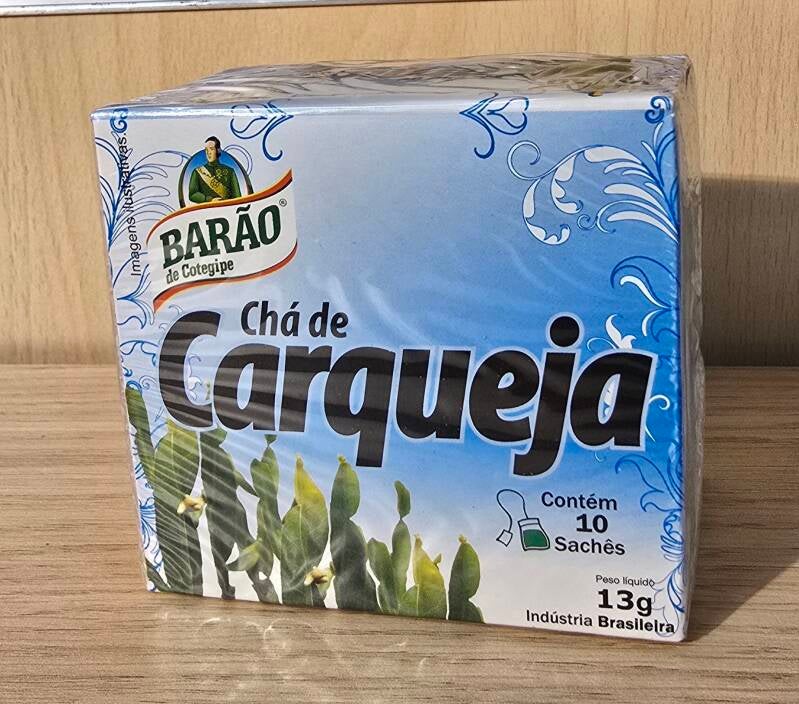 Imagens ilustrativas.
BARÃO®
de Cotegipe
Chá de
Carqueja
Contém
10
Sachês
Peso líquido
13g
Indústria Brasileira